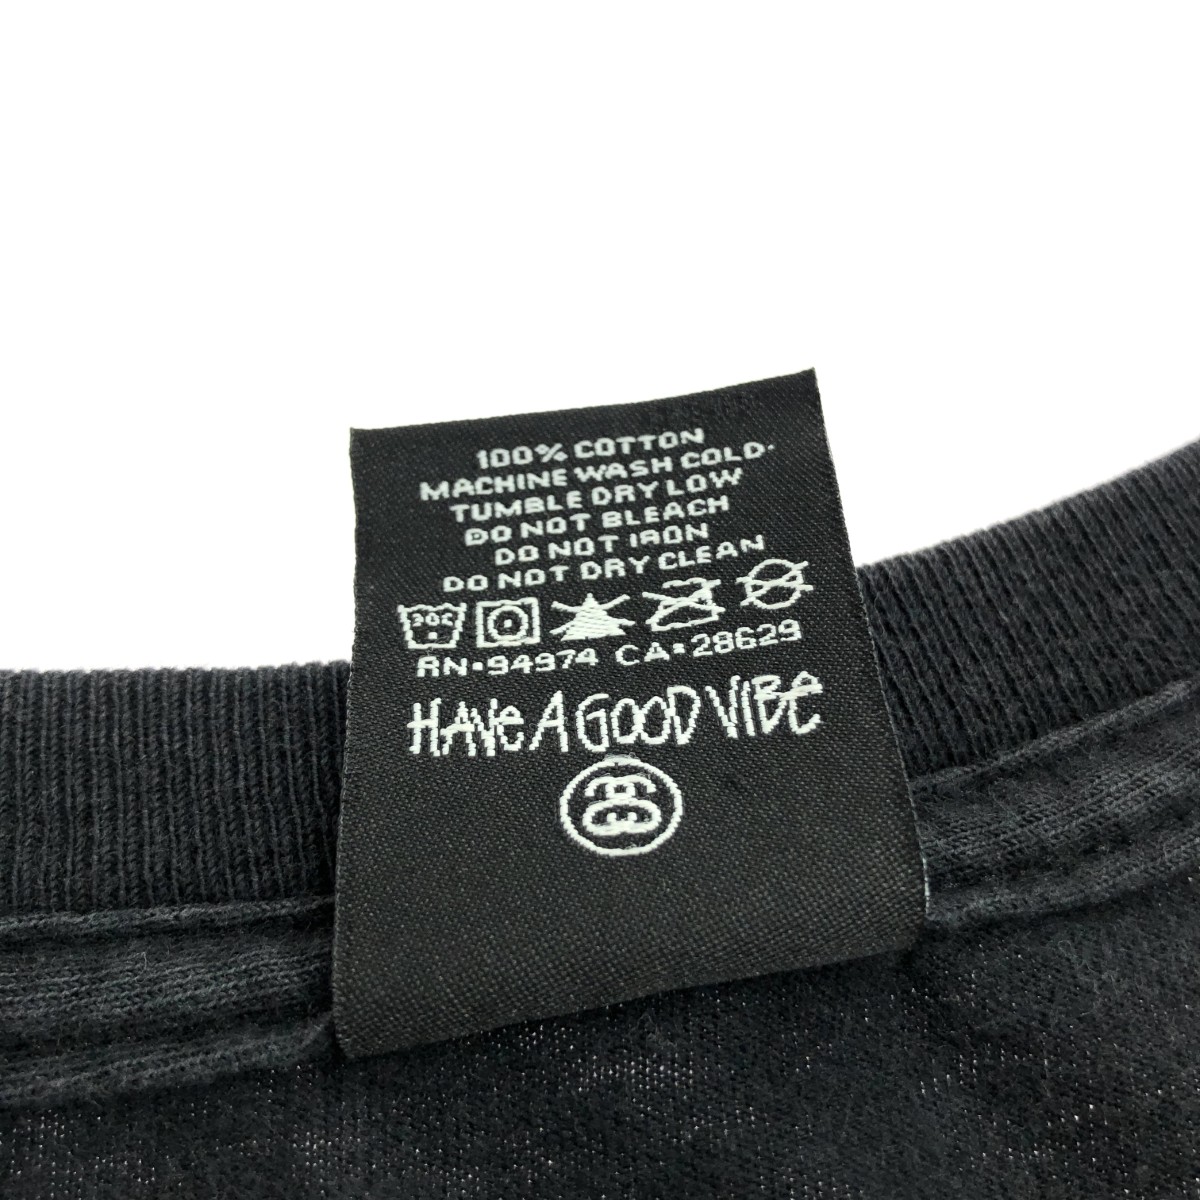 100% COTTON
MACHINE WASH COLD.
TUMBLE DRY LOW
DO NOT BLEACH
DO NOT IRON
DO NOT DRY CLEAN
30C
RN•94974 CA•28629
HAVE A GOOD VIBE